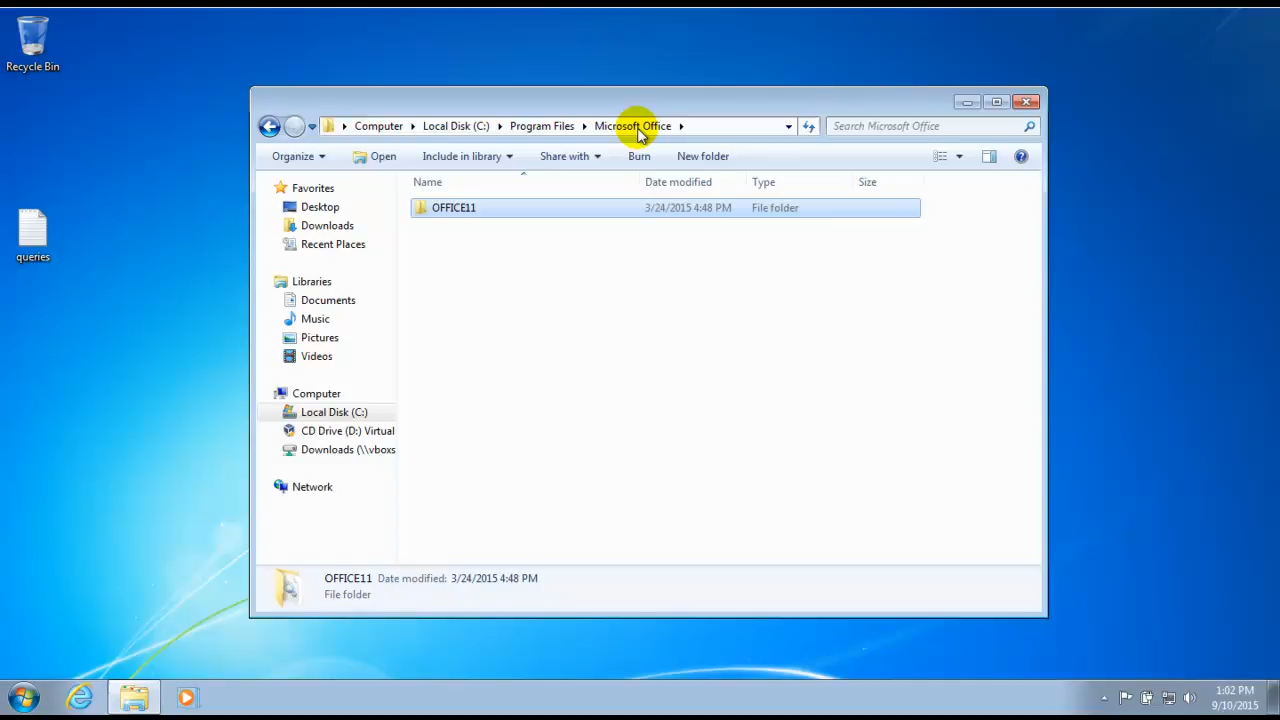 Recycle Bin
queries
Computer Local Disk (C:) Program Files Microsoft Office
Search Microsoft Office
Organize Open Include in library Share with Burn New folder
Name Date modified Type Size
OFFICE11 3/24/2015 4:48 PM File folder
Favorites
Desktop
Downloads
Recent Places
Libraries
Documents
Music
Pictures
Videos
Computer
Local Disk (C:)
CD Drive (D:) Virtual
Downloads (\\vboxs
Network
OFFICE11 Date modified: 3/24/2015 4:48 PM
File folder
1:02 PM
9/10/2015